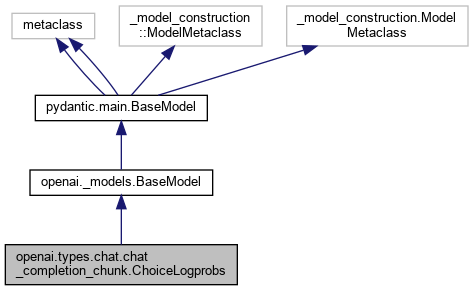 metaclass
_model_construction
::ModelMetaclass
_model_construction.Model
Metaclass
pydantic.main.BaseModel
openai._models.BaseModel
openai.types.chat.chat
_completion_chunk.ChoiceLogprobs